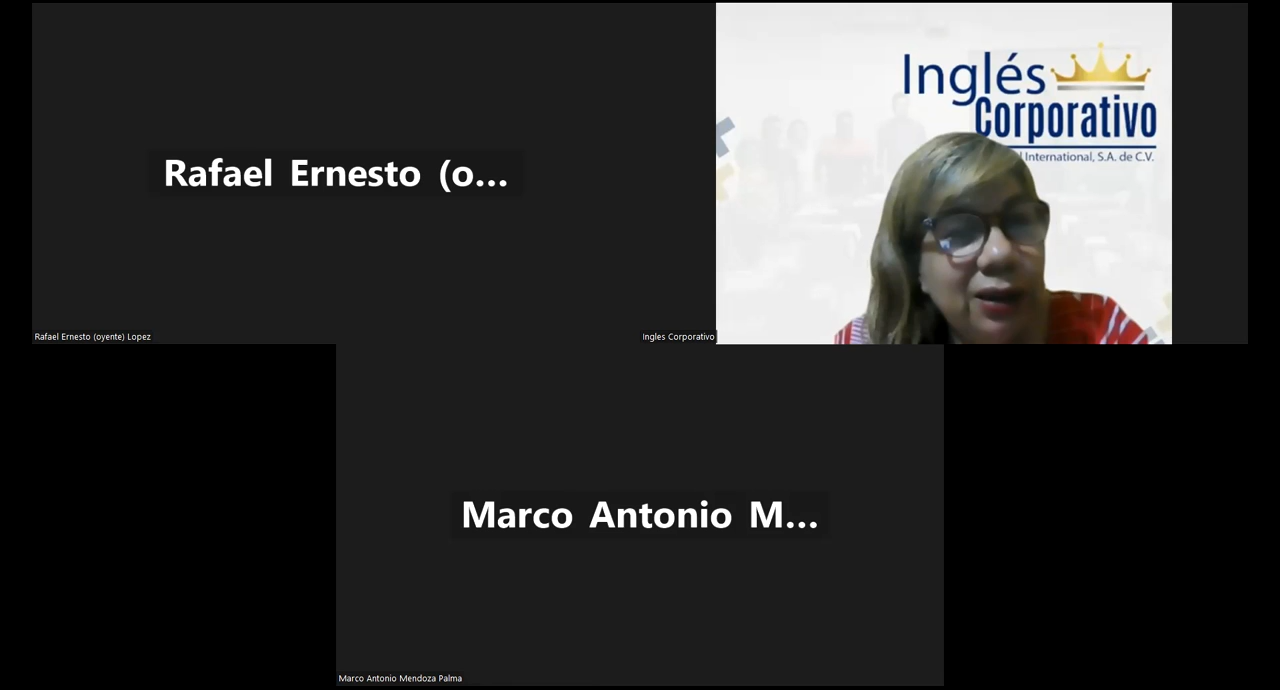 Rafael Ernesto (o...
Inglés
Corporativo
l International, S.A. de C.V.
Rafael Ernesto (oyente) Lopez
Ingles Corporativo
Marco Antonio M...
Marco Antonio Mendoza Palma